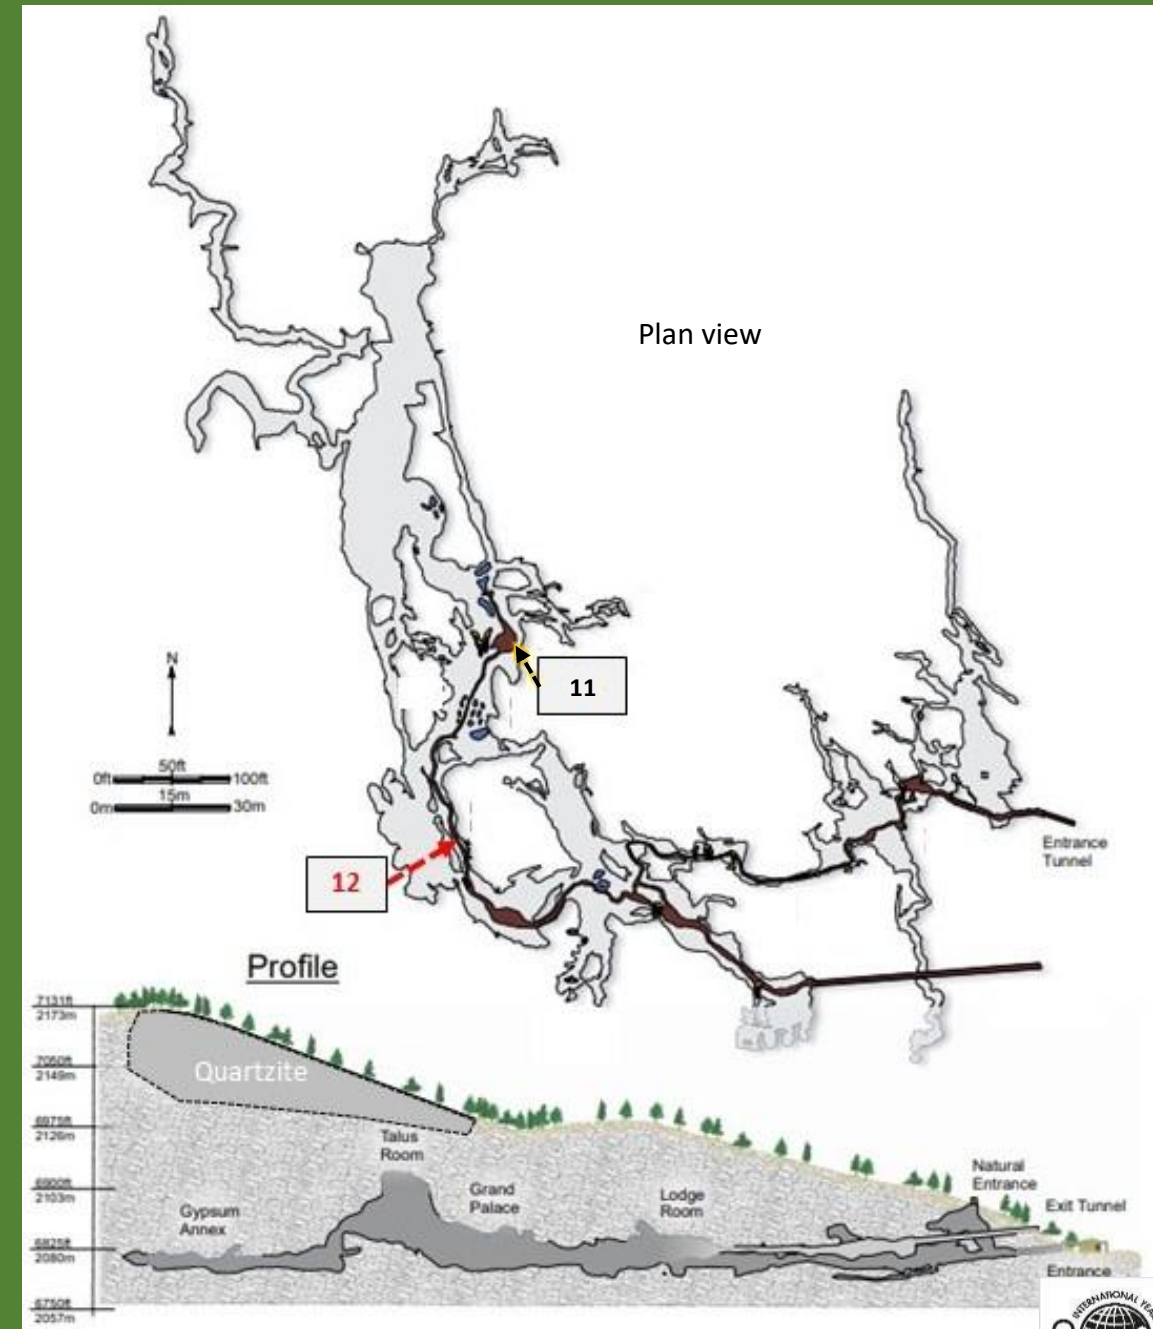 Plan view
11
N
50ft
0ft
100ft
15m
0m
30m
Entrance
Tunnel
12
Profile
7131ft
2173m
7050ft
2149m
Quartzite
6975ft
2126m
Talus
Room
6900ft
2103m
Natural
Entrance
Grand
Palace
Lodge
Room
Exit Tunnel
Gypsum
Annex
6825ft
2080m
Entrance
6750ft
2057m
INTERNATIONAL